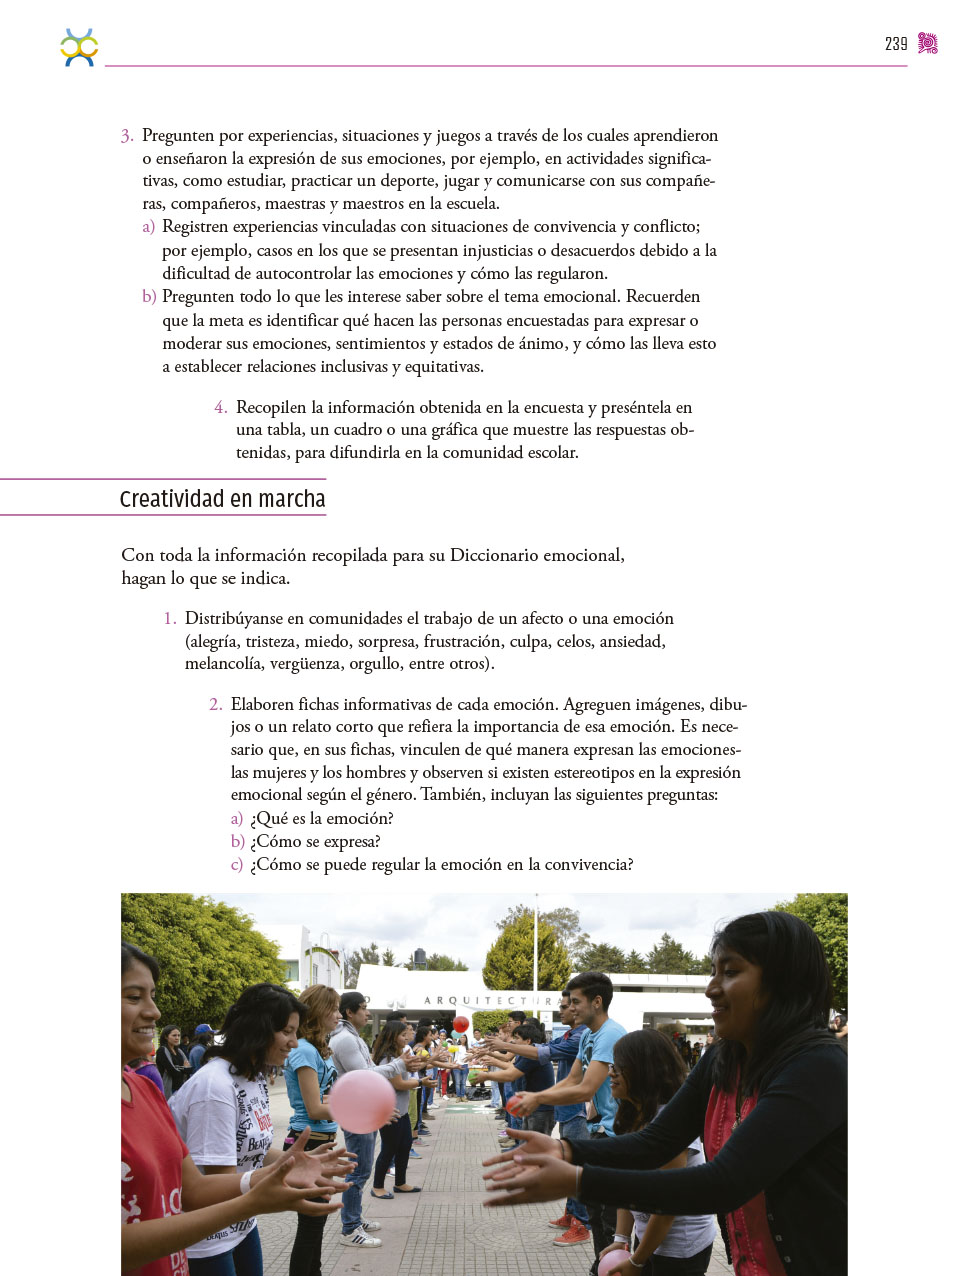 239
3. Pregunten por experiencias, situaciones y juegos a través de los cuales aprendieron
o enseñaron la expresión de sus emociones, por ejemplo, en actividades significa-
tivas, como estudiar, practicar un deporte, jugar y comunicarse con sus compañe-
ras, compañeros, maestras y maestros en la escuela.
a) Registren experiencias vinculadas con situaciones de convivencia y conflicto;
por ejemplo, casos en los que se presentan injusticias o desacuerdos debido a la
dificultad de autocontrolar las emociones y cómo las regularon.
b) Pregunten todo lo que les interese saber sobre el tema emocional. Recuerden
que la meta es identificar qué hacen las personas encuestadas para expresar o
moderar sus emociones, sentimientos y estados de ánimo, y cómo las lleva esto
a establecer relaciones inclusivas y equitativas.
4. Recopilen la información obtenida en la encuesta y preséntela en
una tabla, un cuadro o una gráfica que muestre las respuestas ob-
tenidas, para difundirla en la comunidad escolar.
Creatividad en marcha
Con toda la información recopilada para su Diccionario emocional,
hagan lo que se indica.
1. Distribúyanse en comunidades el trabajo de un afecto o una emoción
(alegría, tristeza, miedo, sorpresa, frustración, culpa, celos, ansiedad,
melancolía, vergüenza, orgullo, entre otros).
2. Elaboren fichas informativas de cada emoción. Agreguen imágenes, dibu-
jos o un relato corto que refiera la importancia de esa emoción. Es nece-
sario que, en sus fichas, vinculen de qué manera expresan las emociones-
las mujeres y los hombres y observen si existen estereotipos en la expresión
emocional según el género. También, incluyan las siguientes preguntas:
a) ¿Qué es la emoción?
b) ¿Cómo se expresa?
c) ¿Cómo se puede regular la emoción en la convivencia?
ARQUITECTURA